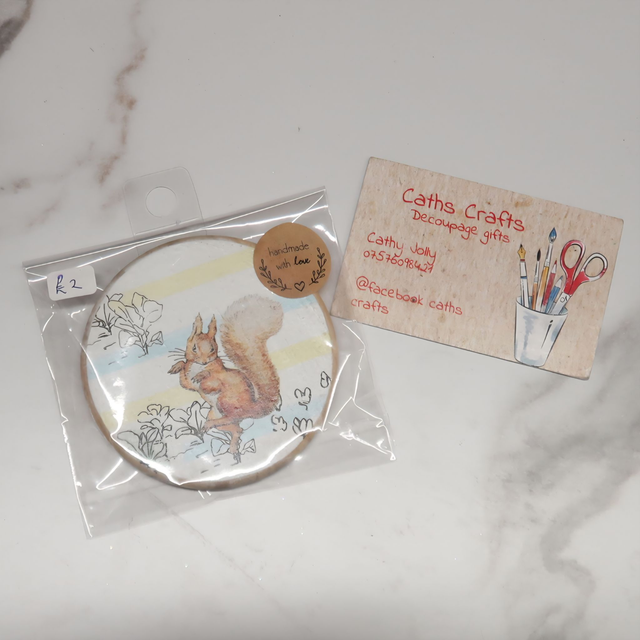 £2
Handmade
with love
Caths Crafts
Decoupage gifts
Cathy Jolly
07576098427
@facebook caths
crafts